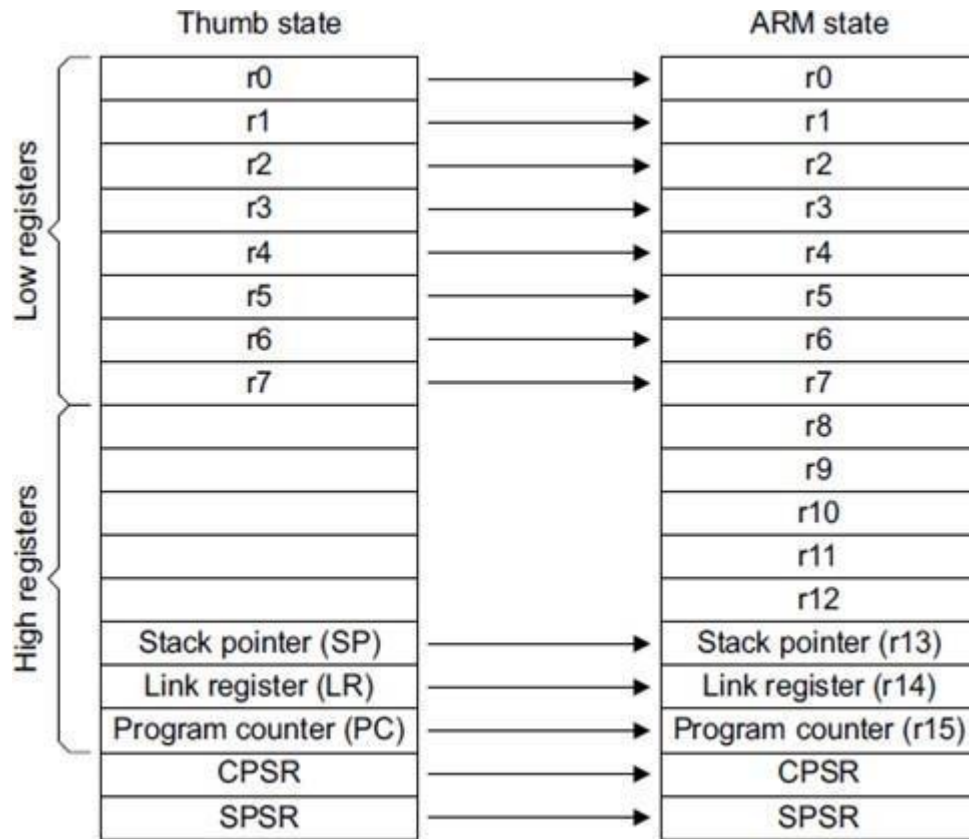 Thumb state
ARM state
Low registers
High registers
r0
r1
r2
r3
r4
r5
r6
r7
Stack pointer (SP)
Link register (LR)
Program counter (PC)
CPSR
SPSR
r0
r1
r2
r3
r4
r5
r6
r7
r8
r9
r10
r11
r12
Stack pointer (r13)
Link register (r14)
Program counter (r15)
CPSR
SPSR